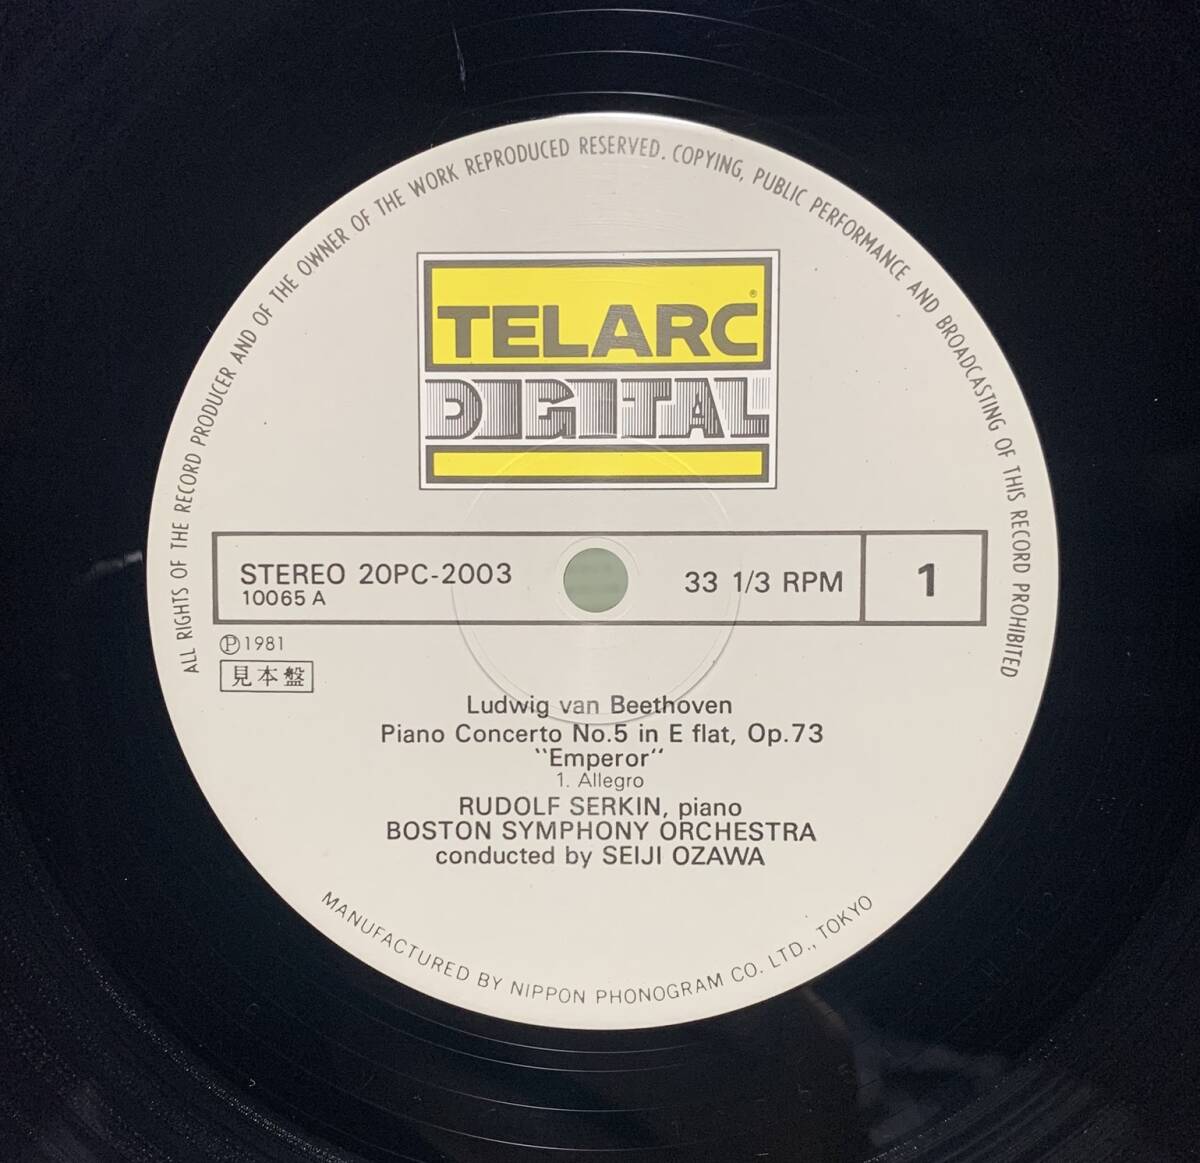 ALL RIGHTS OF THE RECORD PRODUCER AND OF THE OWNER OF THE WORK REPRODUCED RESERVED. COPYING, PUBLIC PERFORMANCE AND BROADCASTING OF THIS RECORD PROHIBITED
TELARC®
DIGITAL
STEREO 20PC-2003
10065 A
33 1/3 RPM
1
Ⓟ1981
見本盤
Ludwig van Beethoven
Piano Concerto No.5 in E flat, Op.73
"Emperor"
1. Allegro
RUDOLF SERKIN, piano
BOSTON SYMPHONY ORCHESTRA
conducted by SEIJI OZAWA
MANUFACTURED BY NIPPON PHONOGRAM CO. LTD., TOKYO